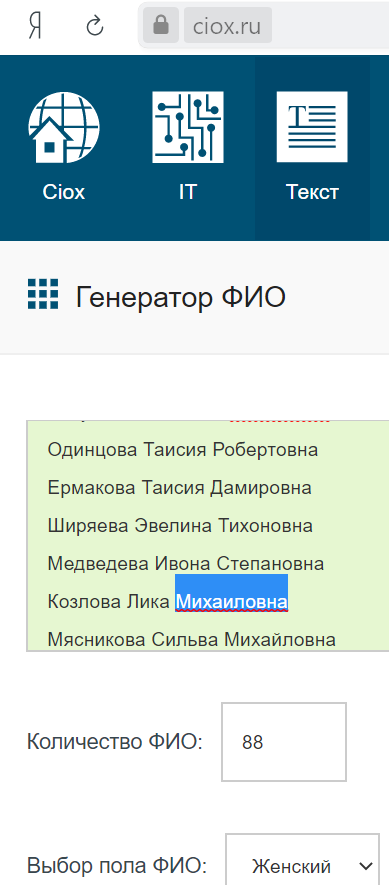 Я
ciox.ru
Ciox
IT
Текст
Генератор ФИО
Одинцова Таисия Робертовна
Ермакова Таисия Дамировна
Ширяева Эвелина Тихоновна
Медведева Ивона Степановна
Козлова Лика Михаиловна
Мясникова Сильва Михайловна
Количество ФИО: 88
Выбор пола ФИО: Женский